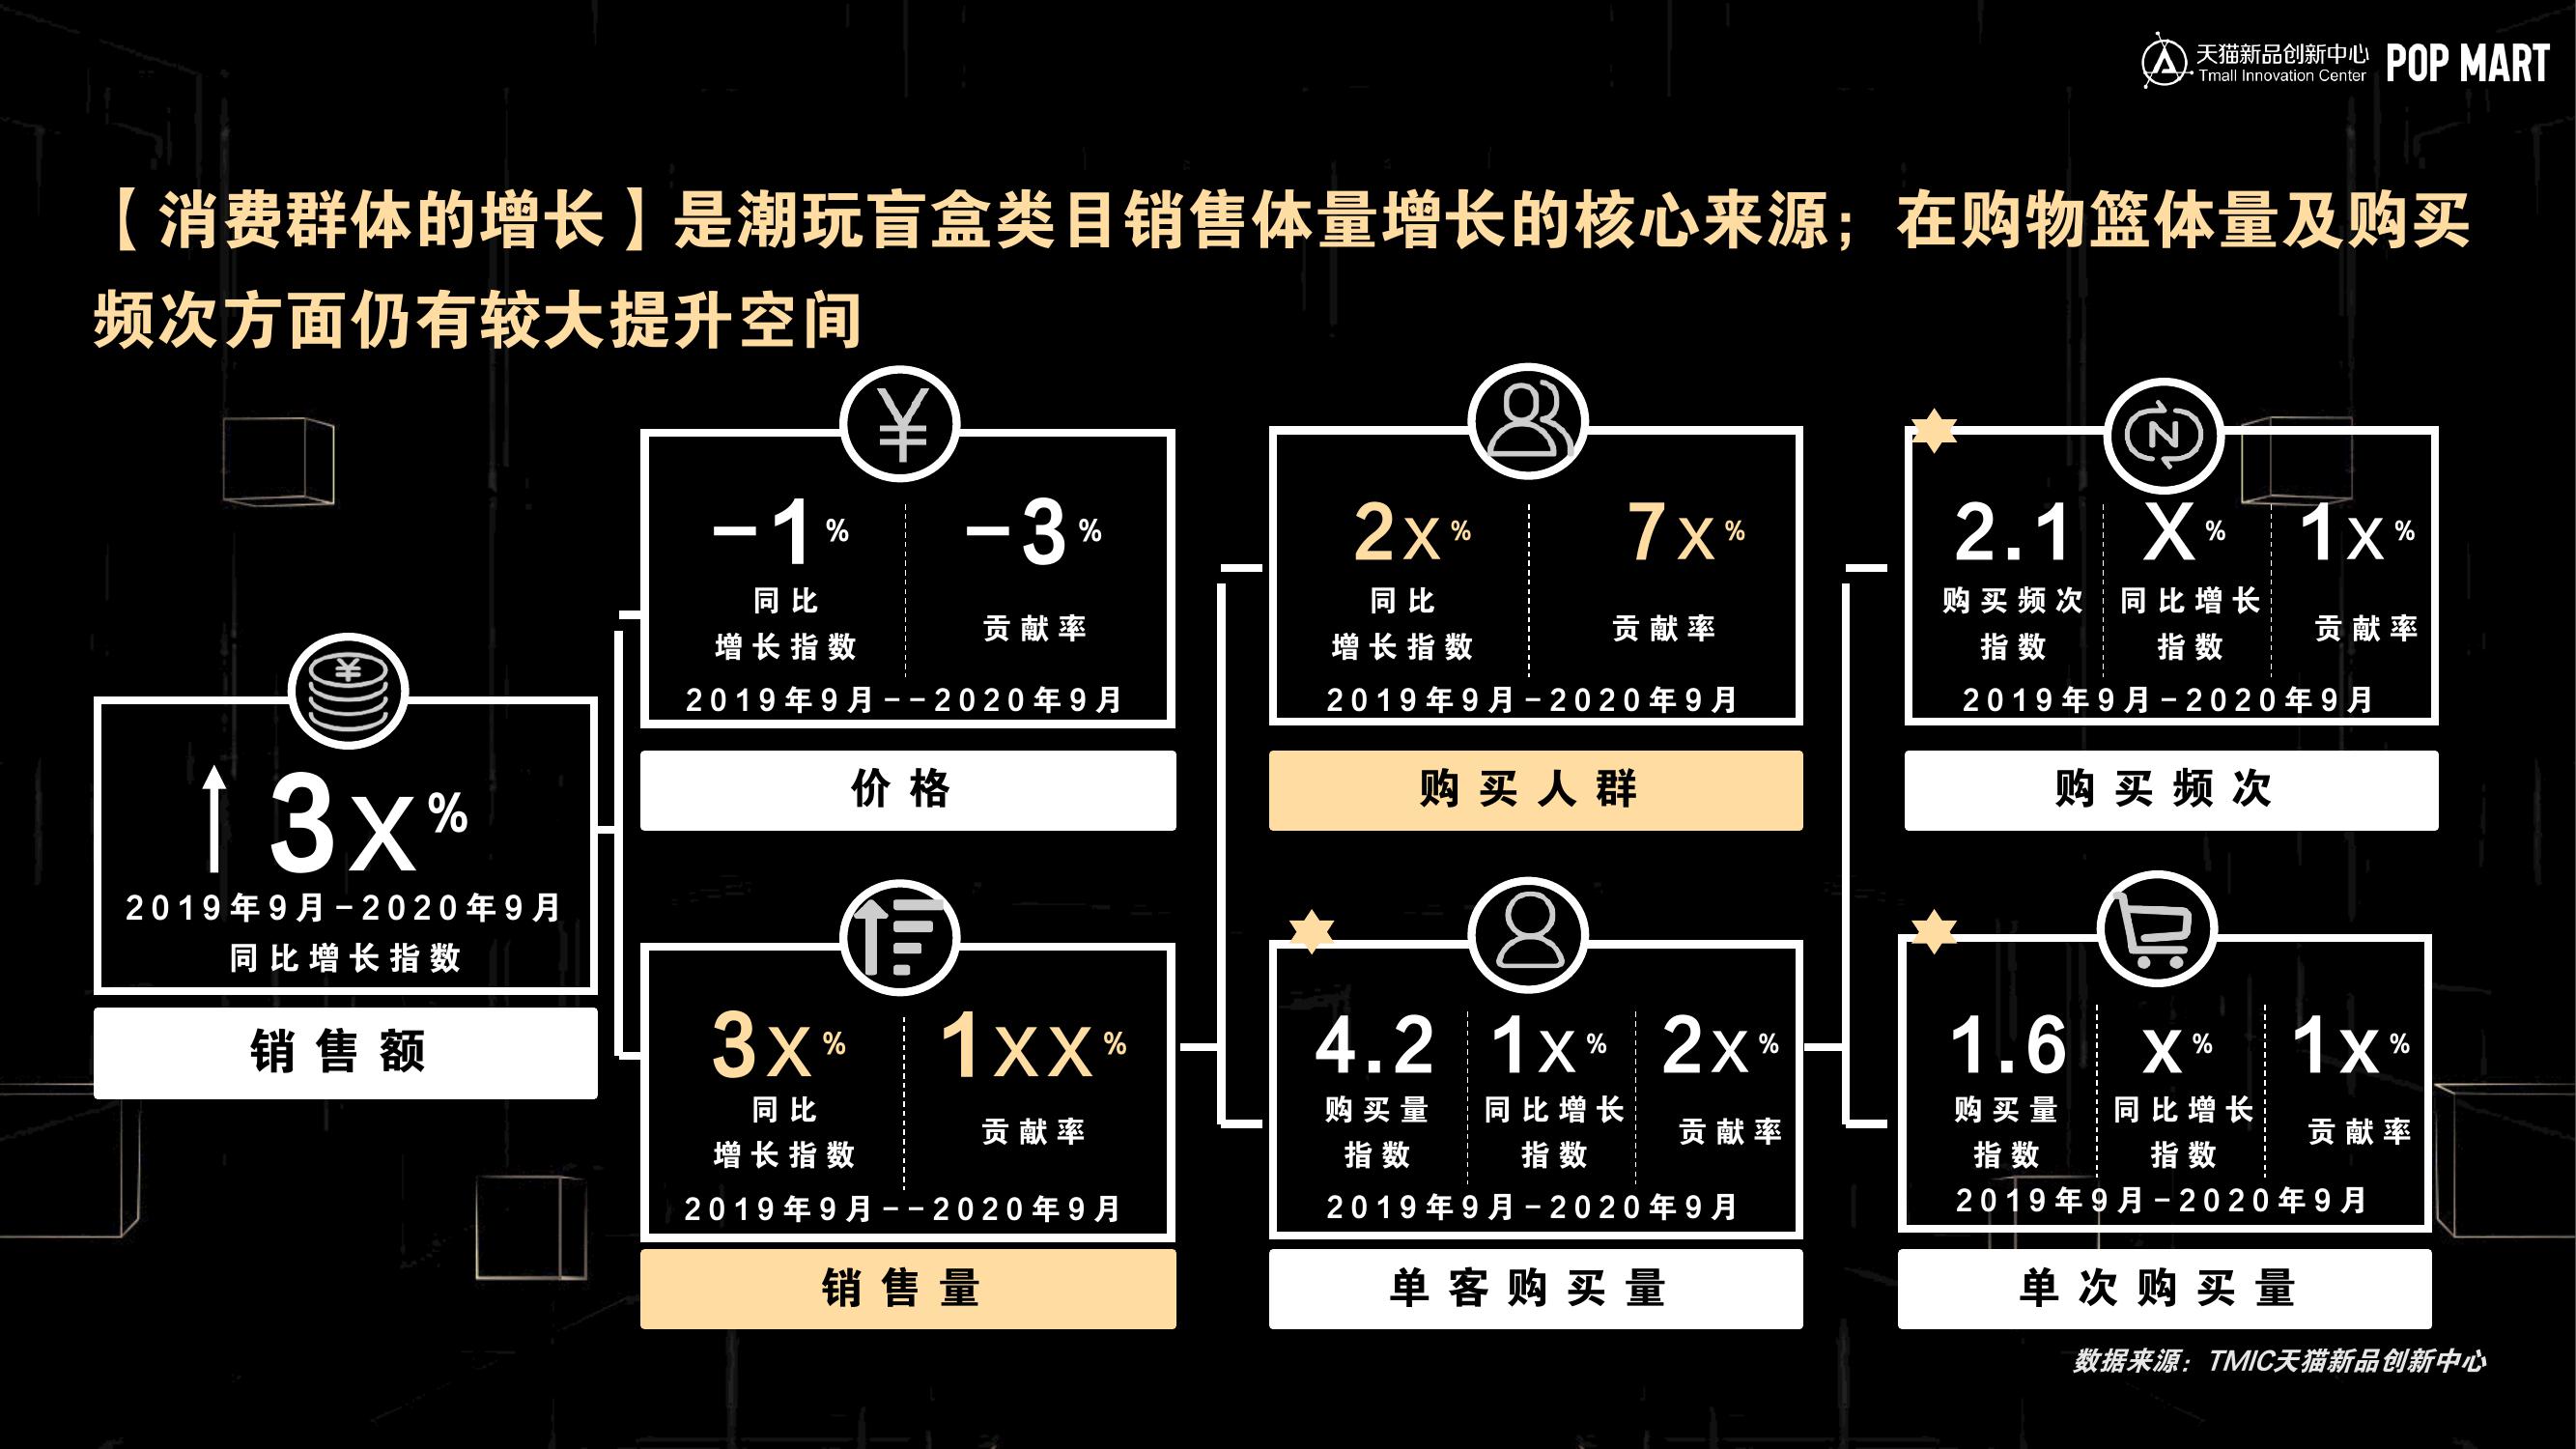 天猫新品创新中心
Tmall Innovation Center
POP MART
【消费群体的增长】是潮玩盲盒类目销售体量增长的核心来源；在购物篮体量及购买
频次方面仍有较大提升空间
¥
3x%
2019年9月-2020年9月
同比增长指数
销售额
¥
-1% -3%
同比
增长指数
贡献率
2019年9月--2020年9月
价格
3x% 1xx%
同比
增长指数
贡献率
2019年9月--2020年9月
销售量
2x% 7x%
同比
增长指数
贡献率
2019年9月-2020年9月
购买人群
4.2 1x% 2x%
购买量
指数
同比增长
指数
贡献率
2019年9月-2020年9月
单客购买量
N
2.1 X% 1x%
购买频次
指数
同比增长
指数
贡献率
2019年9月-2020年9月
购买频次
1.6 x% 1x%
购买量
指数
同比增长
指数
贡献率
2019年9月-2020年9月
单次购买量
数据来源：TMIC天猫新品创新中心